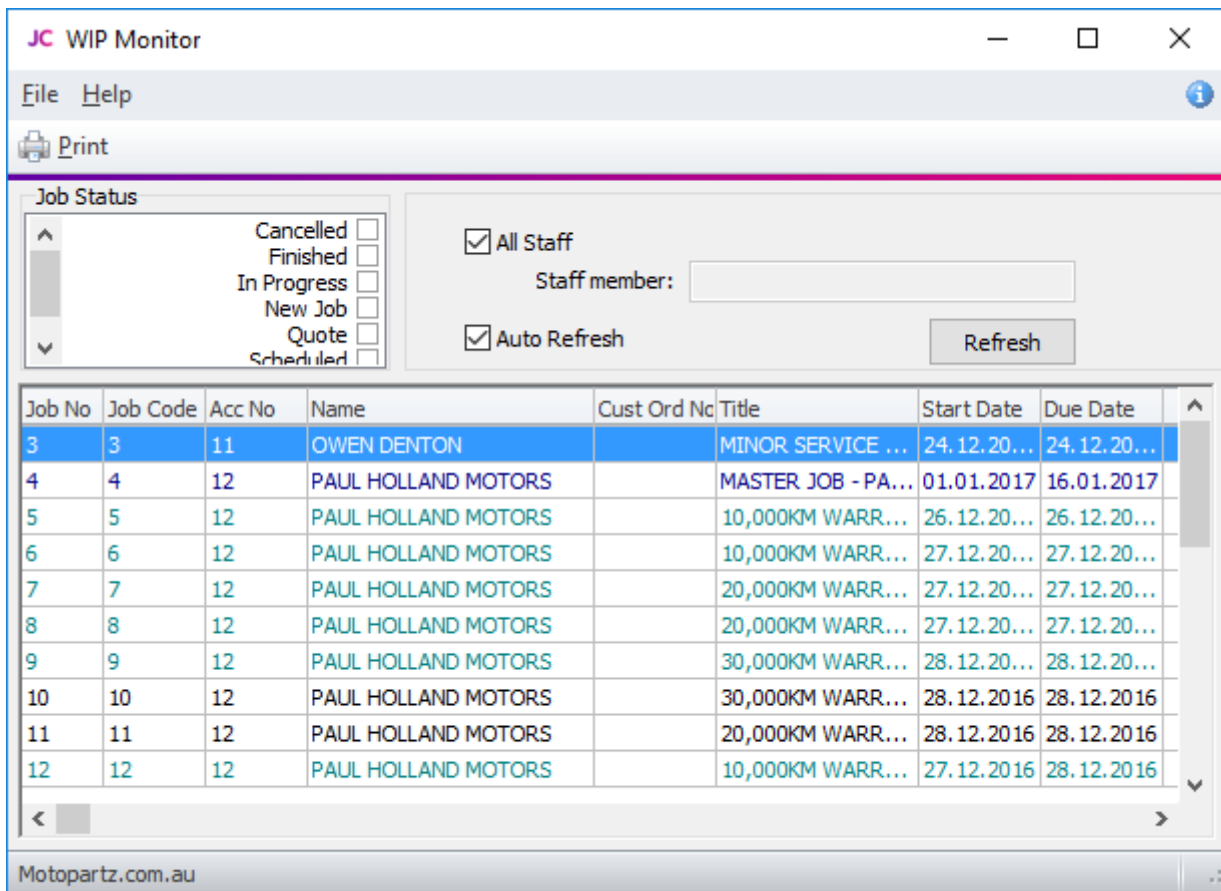 JC WIP Monitor
File Help
Print
Job Status
Cancelled
Finished
In Progress
New Job
Quote
Scheduled
All Staff
Staff member:
Auto Refresh
Refresh
Job No Job Code Acc No Name Cust Ord No Title Start Date Due Date
3 3 11 OWEN DENTON MINOR SERVICE ... 24.12.20... 24.12.20...
4 4 12 PAUL HOLLAND MOTORS MASTER JOB - PA... 01.01.2017 16.01.2017
5 5 12 PAUL HOLLAND MOTORS 10,000KM WARR... 26.12.20... 26.12.20...
6 6 12 PAUL HOLLAND MOTORS 10,000KM WARR... 27.12.20... 27.12.20...
7 7 12 PAUL HOLLAND MOTORS 20,000KM WARR... 27.12.20... 27.12.20...
8 8 12 PAUL HOLLAND MOTORS 20,000KM WARR... 27.12.20... 27.12.20...
9 9 12 PAUL HOLLAND MOTORS 30,000KM WARR... 28.12.20... 28.12.20...
10 10 12 PAUL HOLLAND MOTORS 30,000KM WARR... 28.12.2016 28.12.2016
11 11 12 PAUL HOLLAND MOTORS 20,000KM WARR... 28.12.2016 28.12.2016
12 12 12 PAUL HOLLAND MOTORS 10,000KM WARR... 27.12.2016 28.12.2016
Motopartz.com.au